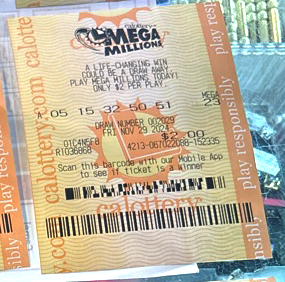 calottery
MEGA
MILLIONS
A LIFE-CHANGING WIN
COULD BE A DRAW AWAY
PLAY MEGA MILLIONS TODAY!
ONLY $2 PER PLAY.
MEGA
A. 05 15 32 50 51 23
DRAW NUMBER 002029
FRI NOV 29 2024
$2.00
01C4N5F8
R1036868 4213-067022088-152335
Scan this barcode with our Mobile App
to see if ticket is a winner
calottery
calottery.com
play responsibly
play responsibly